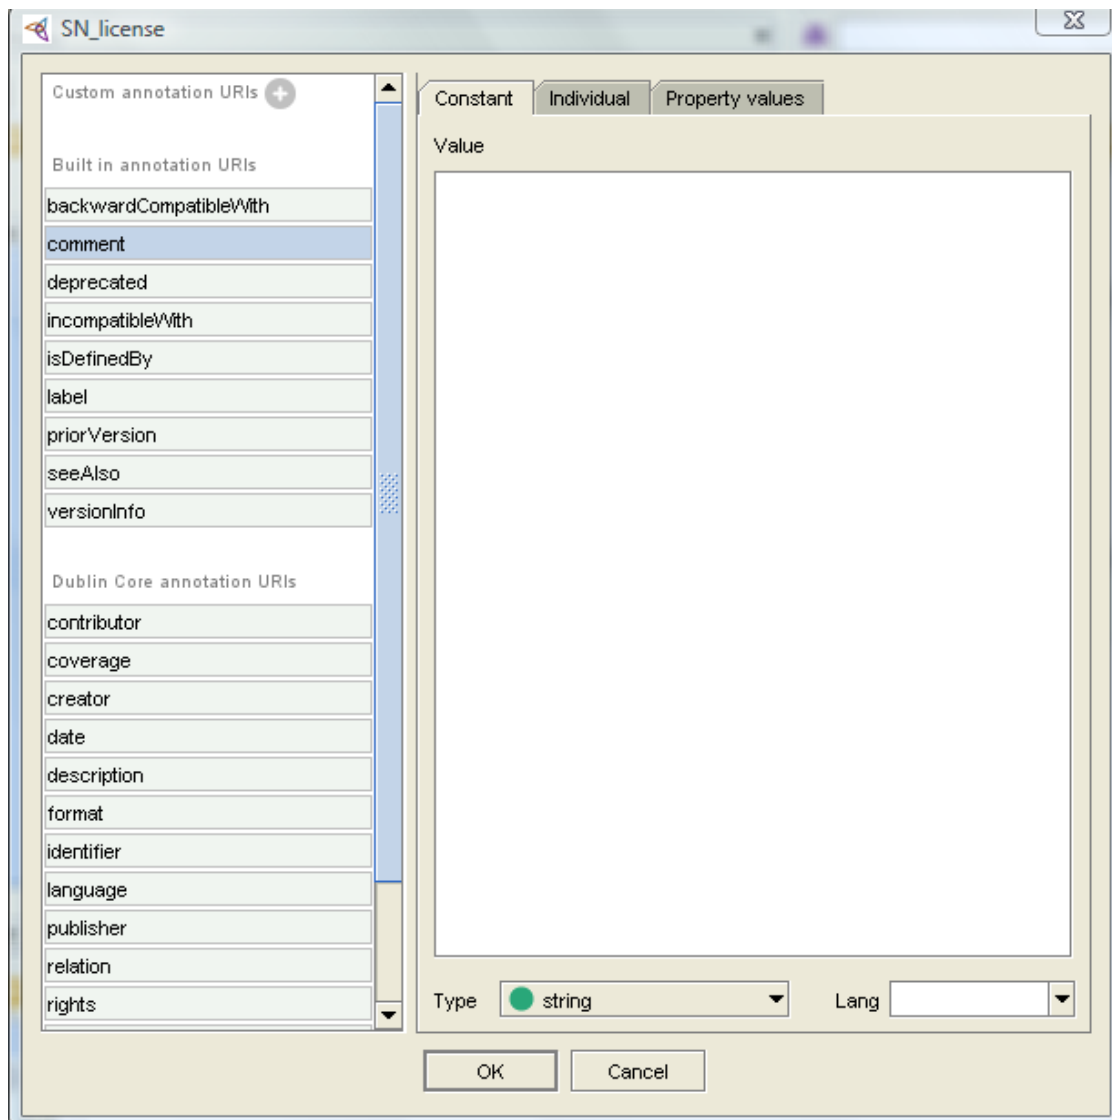 SN_license
Custom annotation URIs
Built in annotation URIs
backwardCompatibleWith
comment
deprecated
incompatibleWith
isDefinedBy
label
priorVersion
seeAlso
versionInfo
Dublin Core annotation URIs
contributor
coverage
creator
date
description
format
identifier
language
publisher
relation
rights
Constant Individual Property values
Value
Type string Lang
OK Cancel